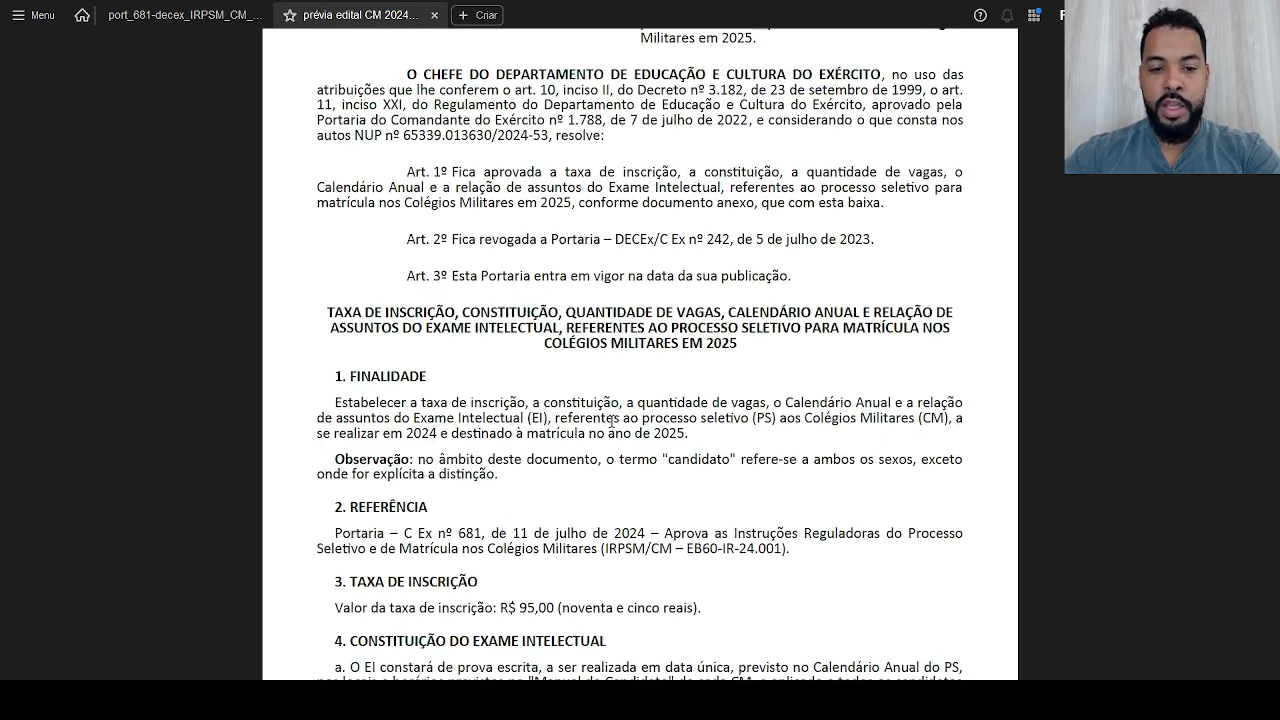 Menu
port_681-decex_IRPSM_CM_...
prévia edital CM 2024...
Criar
Militares em 2025.
O CHEFE DO DEPARTAMENTO DE EDUCAÇÃO E CULTURA DO EXÉRCITO, no uso das
atribuições que lhe conferem o art. 10, inciso II, do Decreto nº 3.182, de 23 de setembro de 1999, o art.
11, inciso XXI, do Regulamento do Departamento de Educação e Cultura do Exército, aprovado pela
Portaria do Comandante do Exército nº 1.788, de 7 de julho de 2022, e considerando o que consta nos
autos NUP nº 65339.013630/2024-53, resolve:
Art. 1º Fica aprovada a taxa de inscrição, a constituição, a quantidade de vagas, o
Calendário Anual e a relação de assuntos do Exame Intelectual, referentes ao processo seletivo para
matrícula nos Colégios Militares em 2025, conforme documento anexo, que com esta baixa.
Art. 2º Fica revogada a Portaria – DECEx/C Ex nº 242, de 5 de julho de 2023.
Art. 3º Esta Portaria entra em vigor na data da sua publicação.
TAXA DE INSCRIÇÃO, CONSTITUIÇÃO, QUANTIDADE DE VAGAS, CALENDÁRIO ANUAL E RELAÇÃO DE
ASSUNTOS DO EXAME INTELECTUAL, REFERENTES AO PROCESSO SELETIVO PARA MATRÍCULA NOS
COLÉGIOS MILITARES EM 2025
1. FINALIDADE
Estabelecer a taxa de inscrição, a constituição, a quantidade de vagas, o Calendário Anual e a relação
de assuntos do Exame Intelectual (EI), referentes ao processo seletivo (PS) aos Colégios Militares (CM), a
se realizar em 2024 e destinado à matrícula no ano de 2025.
Observação: no âmbito deste documento, o termo "candidato" refere-se a ambos os sexos, exceto
onde for explícita a distinção.
2. REFERÊNCIA
Portaria – C Ex nº 681, de 11 de julho de 2024 – Aprova as Instruções Reguladoras do Processo
Seletivo e de Matrícula nos Colégios Militares (IRPSM/CM – EB60-IR-24.001).
3. TAXA DE INSCRIÇÃO
Valor da taxa de inscrição: R$ 95,00 (noventa e cinco reais).
4. CONSTITUIÇÃO DO EXAME INTELECTUAL
a. O EI constará de prova escrita, a ser realizada em data única, previsto no Calendário Anual do PS,